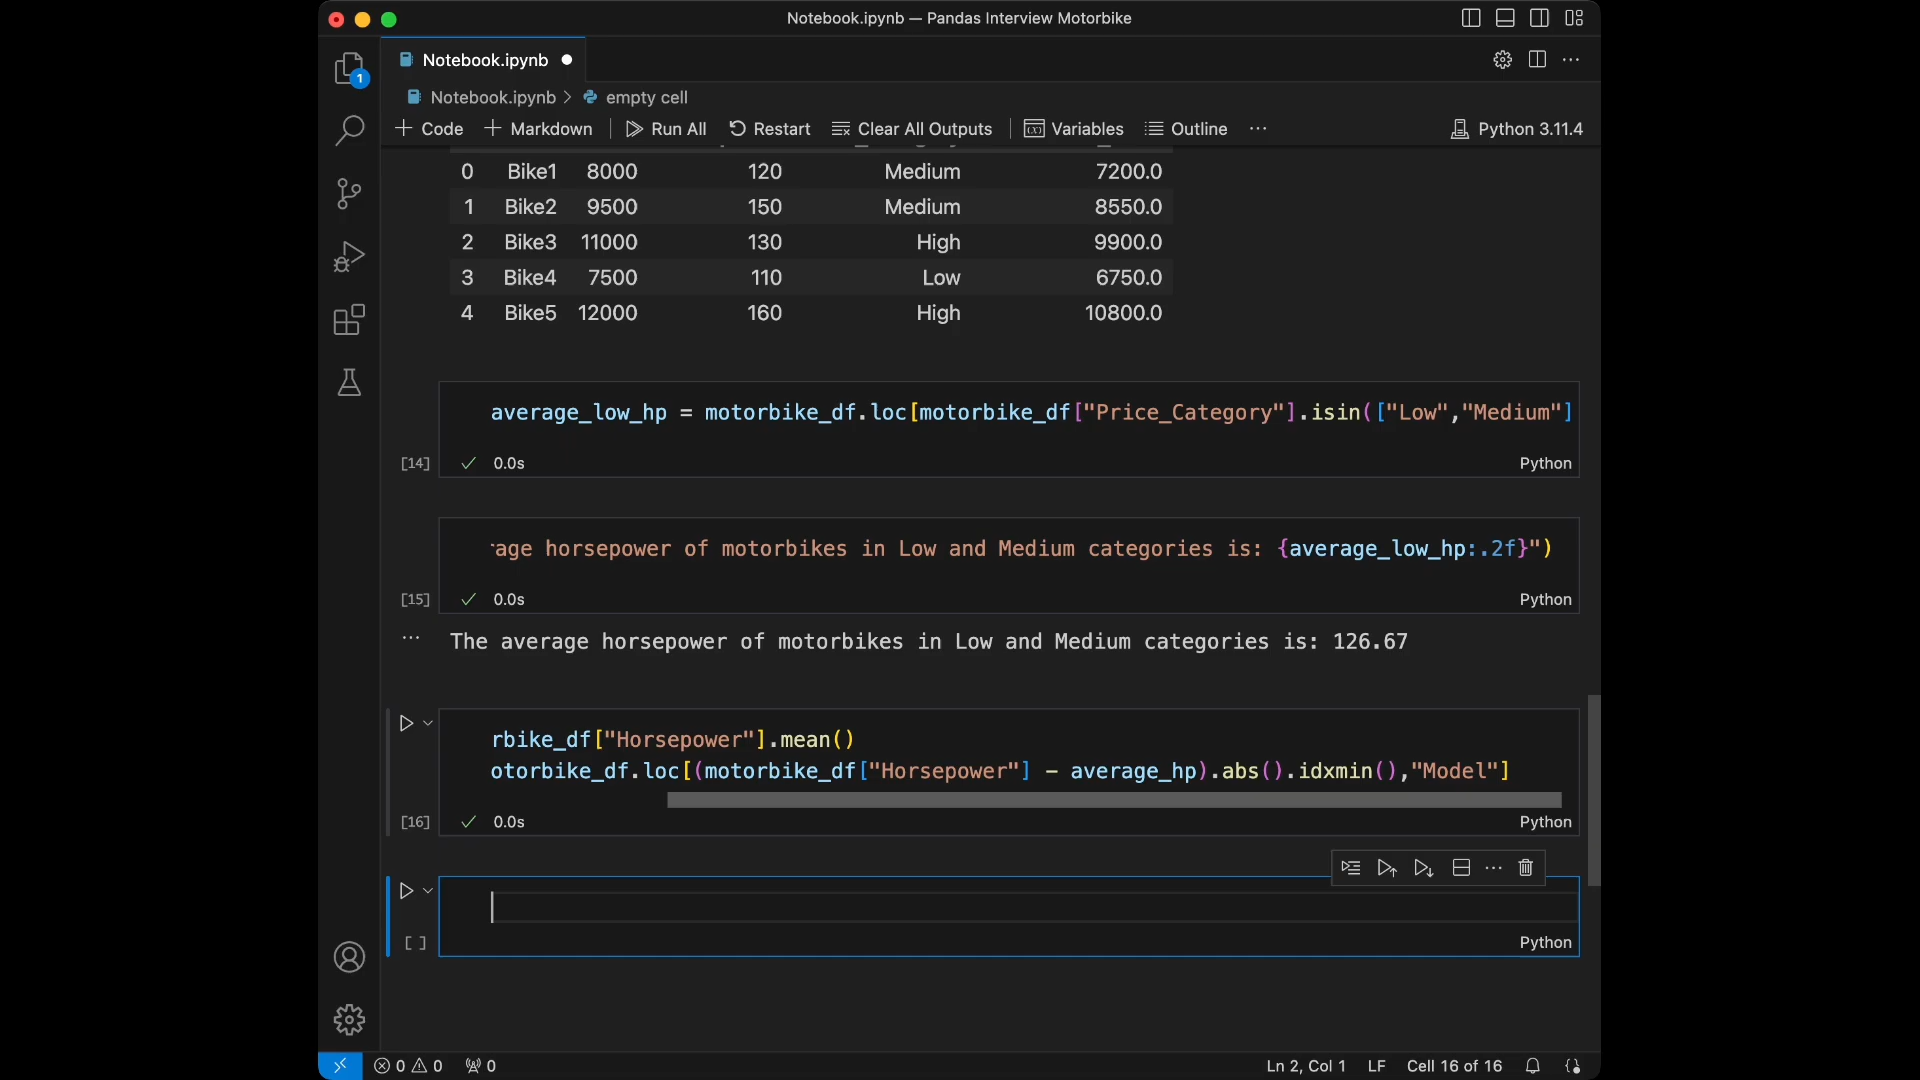 Notebook.ipynb — Pandas Interview Motorbike
1
Notebook.ipynb
Notebook.ipynb > empty cell
Code Markdown Run All Restart Clear All Outputs Variables Outline ... Python 3.11.4
0 Bike1 8000 120 Medium 7200.0
1 Bike2 9500 150 Medium 8550.0
2 Bike3 11000 130 High 9900.0
3 Bike4 7500 110 Low 6750.0
4 Bike5 12000 160 High 10800.0
average_low_hp = motorbike_df.loc[motorbike_df["Price_Category"].isin(["Low","Medium"]
[14] 0.0s Python
age horsepower of motorbikes in Low and Medium categories is: {average_low_hp:.2f}")
[15] 0.0s Python
... The average horsepower of motorbikes in Low and Medium categories is: 126.67
rbike_df["Horsepower"].mean()
otorbike_df.loc[(motorbike_df["Horsepower"] - average_hp).abs().idxmin(),"Model"]
[16] 0.0s Python
[ ] Python
0 0 0 Ln 2, Col 1 LF Cell 16 of 16